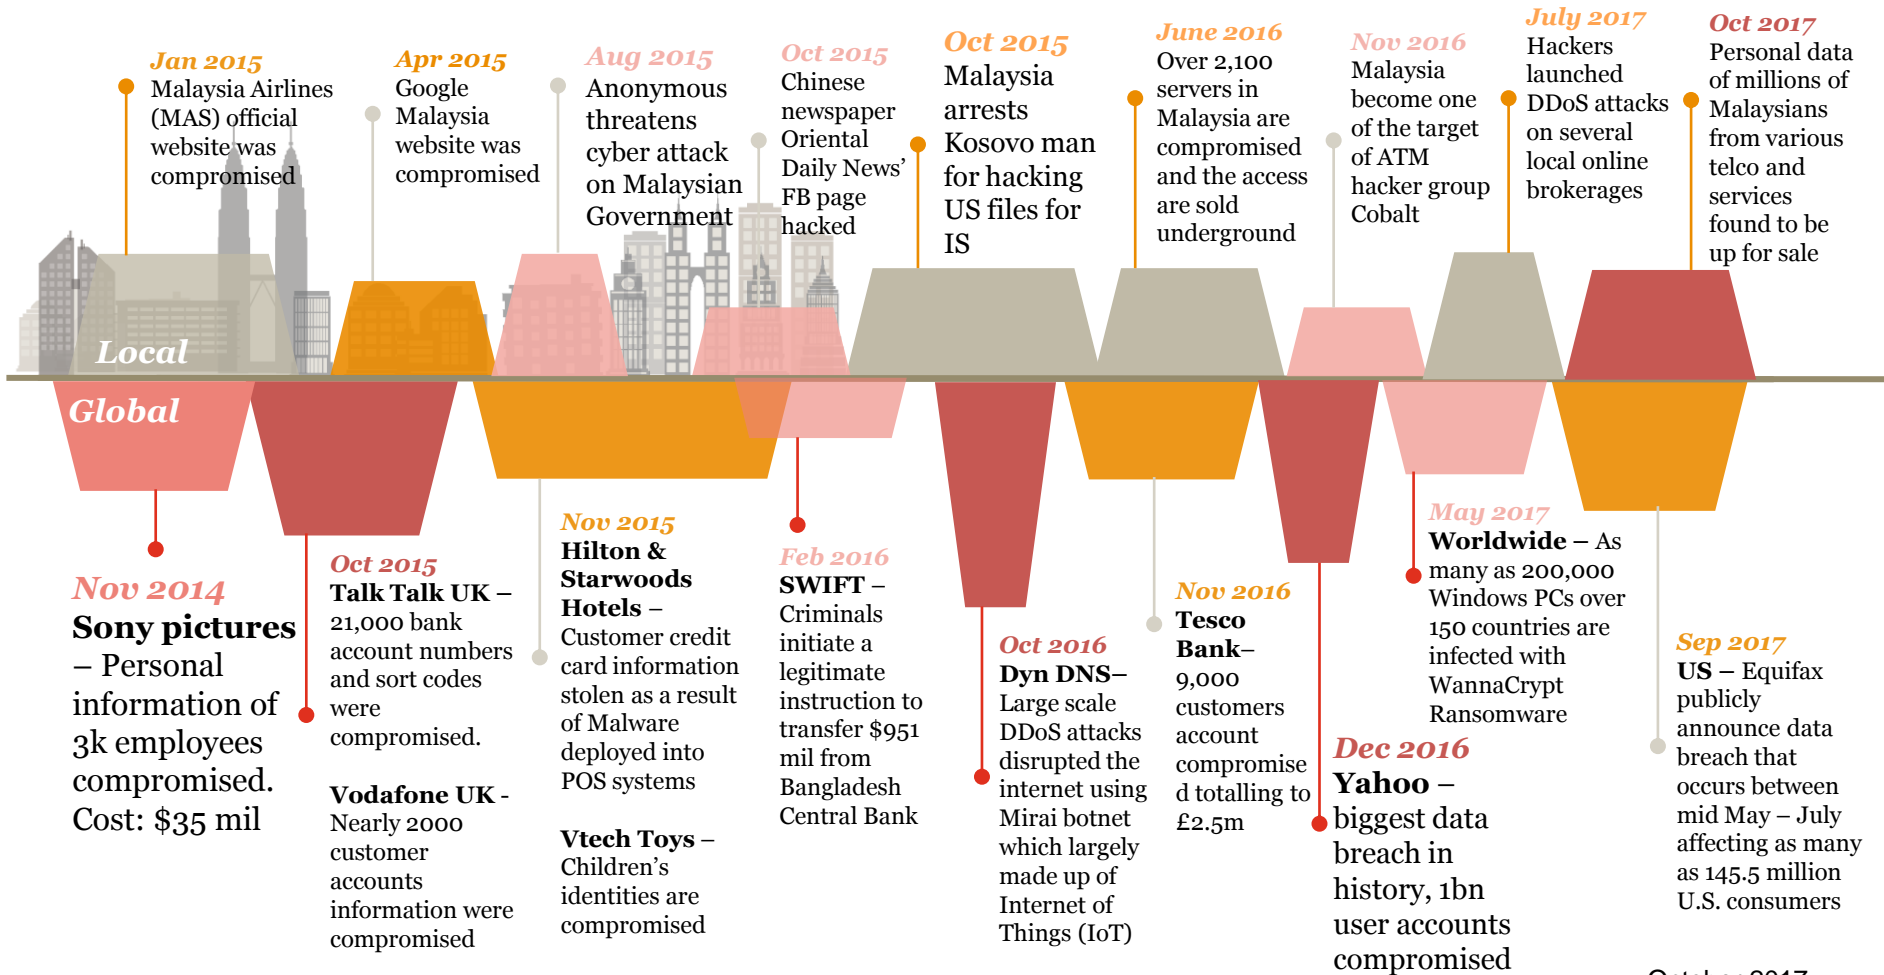 Jan 2015
Malaysia Airlines
(MAS) official
website was
compromised
Apr 2015
Google
Malaysia
website was
compromised
Aug 2015
Anonymous
threatens
cyber attack
on Malaysian
Government
Oct 2015
Chinese
newspaper
Oriental
Daily News’
FB page
hacked
Oct 2015
Malaysia
arrests
Kosovo man
for hacking
US files for
IS
June 2016
Over 2,100
servers in
Malaysia are
compromised
and the access
are sold
underground
Nov 2016
Malaysia
become one
of the target
of ATM
hacker group
Cobalt
July 2017
Hackers
launched
DDoS attacks
on several
local online
brokerages
Oct 2017
Personal data
of millions of
Malaysians
from various
telco and
services
found to be
up for sale
Local
Global
Nov 2014
Sony pictures
– Personal
information of
3k employees
compromised.
Cost: $35 mil
Oct 2015
Talk Talk UK –
21,000 bank
account numbers
and sort codes
were
compromised.
Vodafone UK -
Nearly 2000
customer
accounts
information were
compromised
Nov 2015
Hilton &
Starwoods
Hotels –
Customer credit
card information
stolen as a result
of Malware
deployed into
POS systems
Vtech Toys –
Children’s
identities are
compromised
Feb 2016
SWIFT –
Criminals
initiate a
legitimate
instruction to
transfer $951
mil from
Bangladesh
Central Bank
Oct 2016
Dyn DNS–
Large scale
DDoS attacks
disrupted the
internet using
Mirai botnet
which largely
made up of
Internet of
Things (IoT)
Nov 2016
Tesco
Bank–
9,000
customers
account
compromise
d totalling to
£2.5m
Dec 2016
Yahoo –
biggest data
breach in
history, 1bn
user accounts
compromised
May 2017
Worldwide – As
many as 200,000
Windows PCs over
150 countries are
infected with
WannaCrypt
Ransomware
Sep 2017
US – Equifax
publicly
announce data
breach that
occurs between
mid May – July
affecting as many
as 145.5 million
U.S. consumers
October 2017